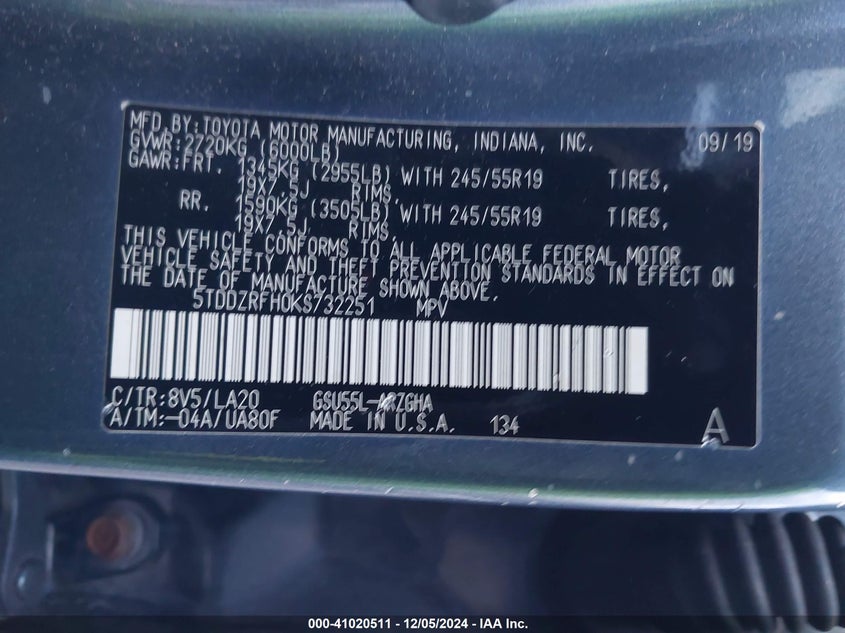 MFD.BY:TOYOTA MOTOR MANUFACTURING, INDIANA, INC. 09/19
GVWR:2720KG (6000LB)
GAWR:FRT. 1345KG (2955LB) WITH 245/55R19 TIRES,
19X7.5J RIMS,
RR. 1590KG (3505LB) WITH 245/55R19 TIRES,
19X7.5J RIMS.
THIS VEHICLE CONFORMS TO ALL APPLICABLE FEDERAL MOTOR
VEHICLE SAFETY AND THEFT PREVENTION STANDARDS IN EFFECT ON
THE DATE OF MANUFACTURE SHOWN ABOVE.
5TDDZRFH0KS732251 MPV
C/TR:8V5/LA20 GSU55L-ARZGHA
A/TM:-04A/UA80F MADE IN U.S.A. 134 A
000-41020511 - 12/05/2024 - IAA Inc.